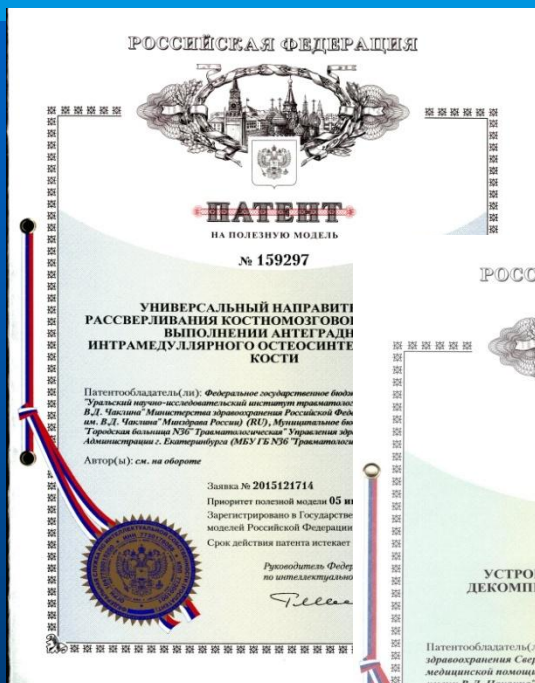 РОССИЙСКАЯ ФЕДЕРАЦИЯ
ПАТЕНТ
НА ПОЛЕЗНУЮ МОДЕЛЬ
№ 159297
УНИВЕРСАЛЬНЫЙ НАПРАВИТ
РАССВЕРЛИВАНИЯ КОСТНОМОЗГОВО
ВЫПОЛНЕНИИ АНТЕГРАДН
ИНТРАМЕДУЛЛЯРНОГО ОСТЕОСИНТЕ
КОСТИ
Патентообладатель(ли): Федеральное государственное бюдж
"Уральский научно-исследовательский институт травматолог
В.Д. Чаклина" Министерства здравоохранения Российской Феде
им. В.Д. Чаклина" Минздрава России) (RU), Муниципальное бю
"Городская больница №36 "Травматологическая" Управления здр
Администрации г. Екатеринбурга (МБУ ГБ №36 "Травматологи
Автор(ы): см. на обороте
Заявка № 2015121714
Приоритет полезной модели 05 ин
Зарегистрировано в Государстве
моделей Российской Федерации
Срок действия патента истекает
Руководитель Федер
по интеллектуально
РОСС
УСТРО
ДЕКОМПЕ
Патентообладатель(л
здравоохранения Свер
медицинской помощи